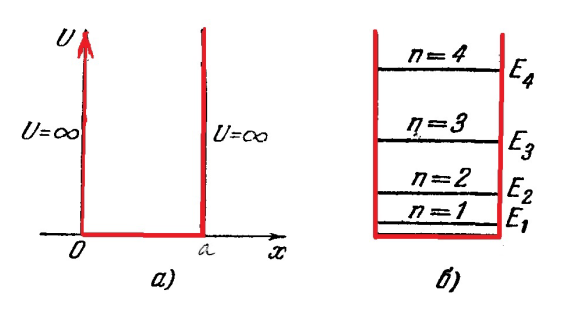 U
U=∞
U=∞
0
a
x
а)
n=4
E₄
n=3
E₃
n=2
E₂
n=1
E₁
б)